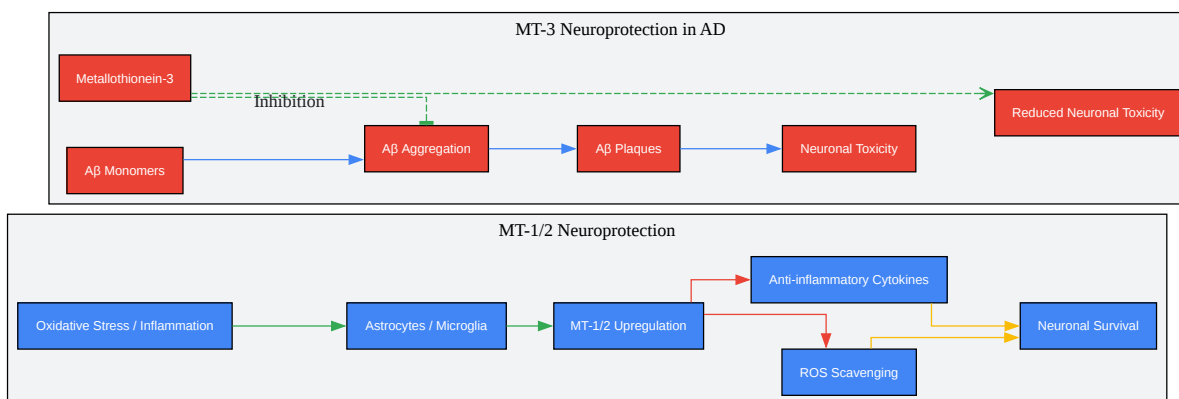 MT-3 Neuroprotection in AD
Metallothionein-3
Inhibition
Reduced Neuronal Toxicity
Aβ Monomers
Aβ Aggregation
Aβ Plaques
Neuronal Toxicity
MT-1/2 Neuroprotection
Oxidative Stress / Inflammation
Astrocytes / Microglia
MT-1/2 Upregulation
Anti-inflammatory Cytokines
ROS Scavenging
Neuronal Survival